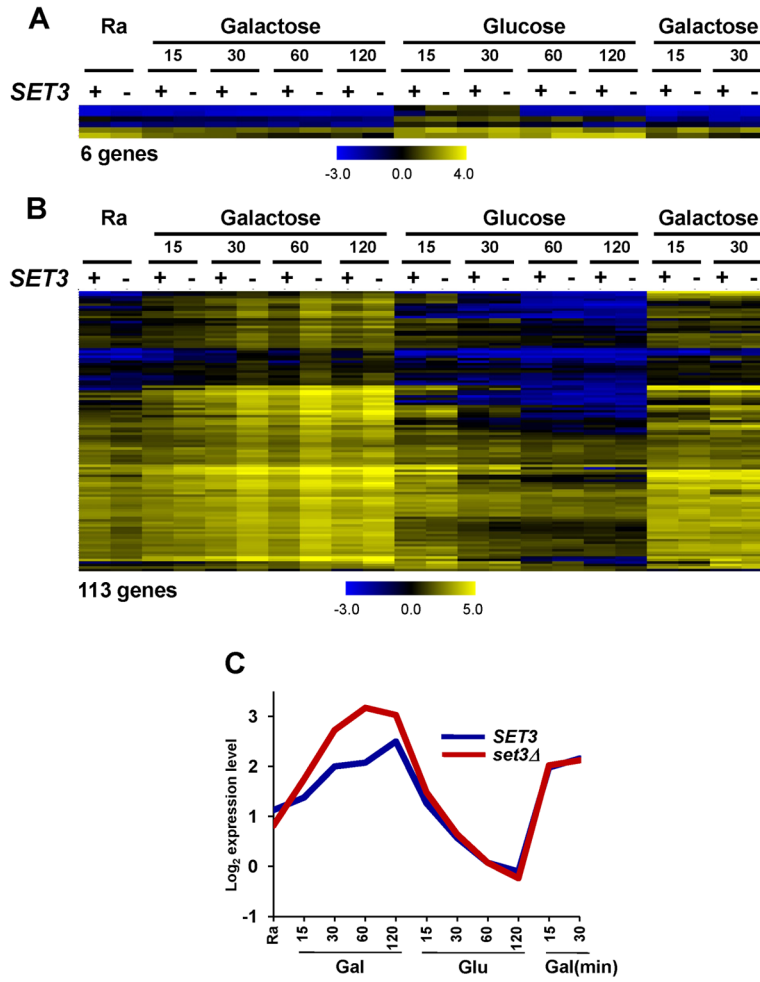 A
Ra Galactose Glucose Galactose
15 30 60 120 15 30 60 120 15 30
SET3 + - + - + - + - + - + - + - + - + - + - + -
6 genes
-3.0 0.0 4.0
B
Ra Galactose Glucose Galactose
15 30 60 120 15 30 60 120 15 30
SET3 + - + - + - + - + - + - + - + - + - + - + -
113 genes
-3.0 0.0 5.0
C
Log₂ expression level
3
2
1
0
-1
SET3
set3Δ
Ra 15 30 60 120 15 30 60 120 15 30
Gal Glu Gal(min)